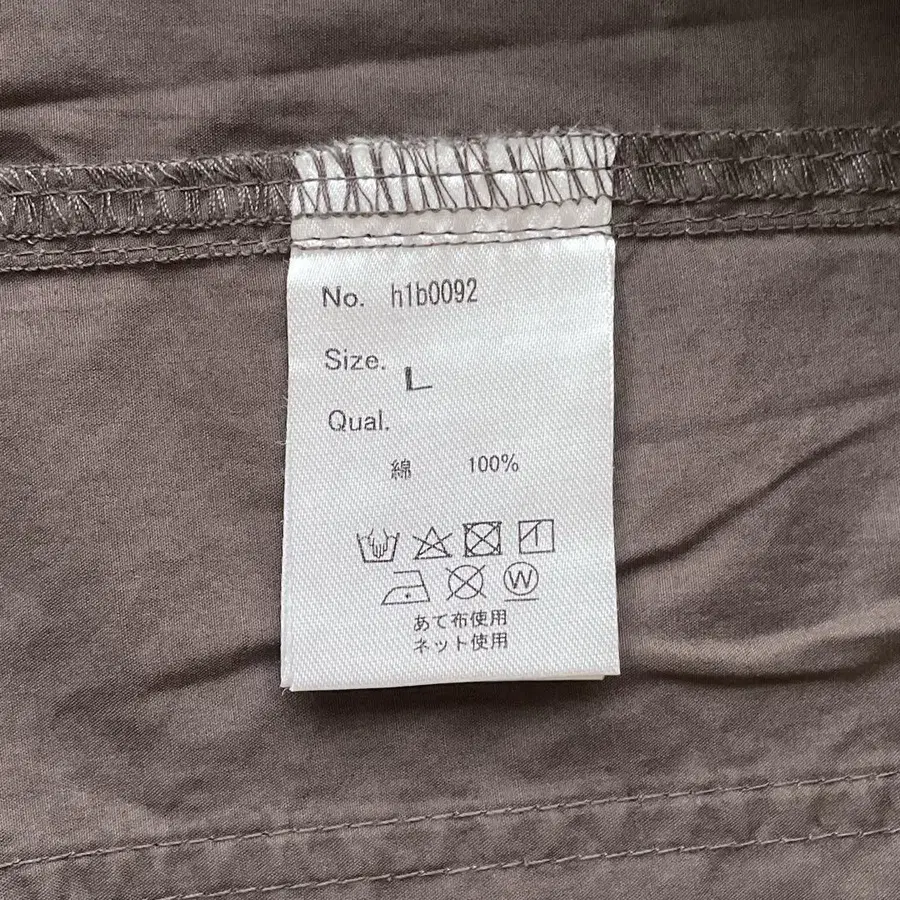 No. h1b0092
Size. L
Qual.
綿 100%
W
あて布使用
ネット使用